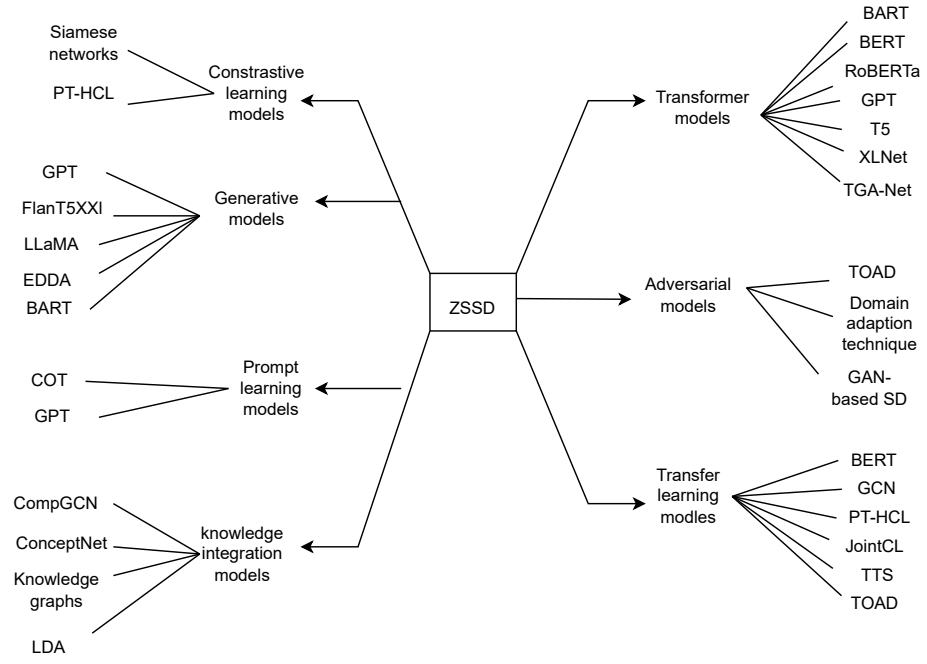 Siamese
networks
PT-HCL
Constrastive
learning
models
GPT
FlanT5XXl
LLaMA
EDDA
BART
Generative
models
COT
GPT
Prompt
learning
models
CompGCN
ConceptNet
Knowledge
graphs
LDA
knowledge
integration
models
ZSSD
Transformer
models
BART
BERT
RoBERTa
GPT
T5
XLNet
TGA-Net
Adversarial
models
TOAD
Domain
adaption
technique
GAN-
based SD
Transfer
learning
modles
BERT
GCN
PT-HCL
JointCL
TTS
TOAD